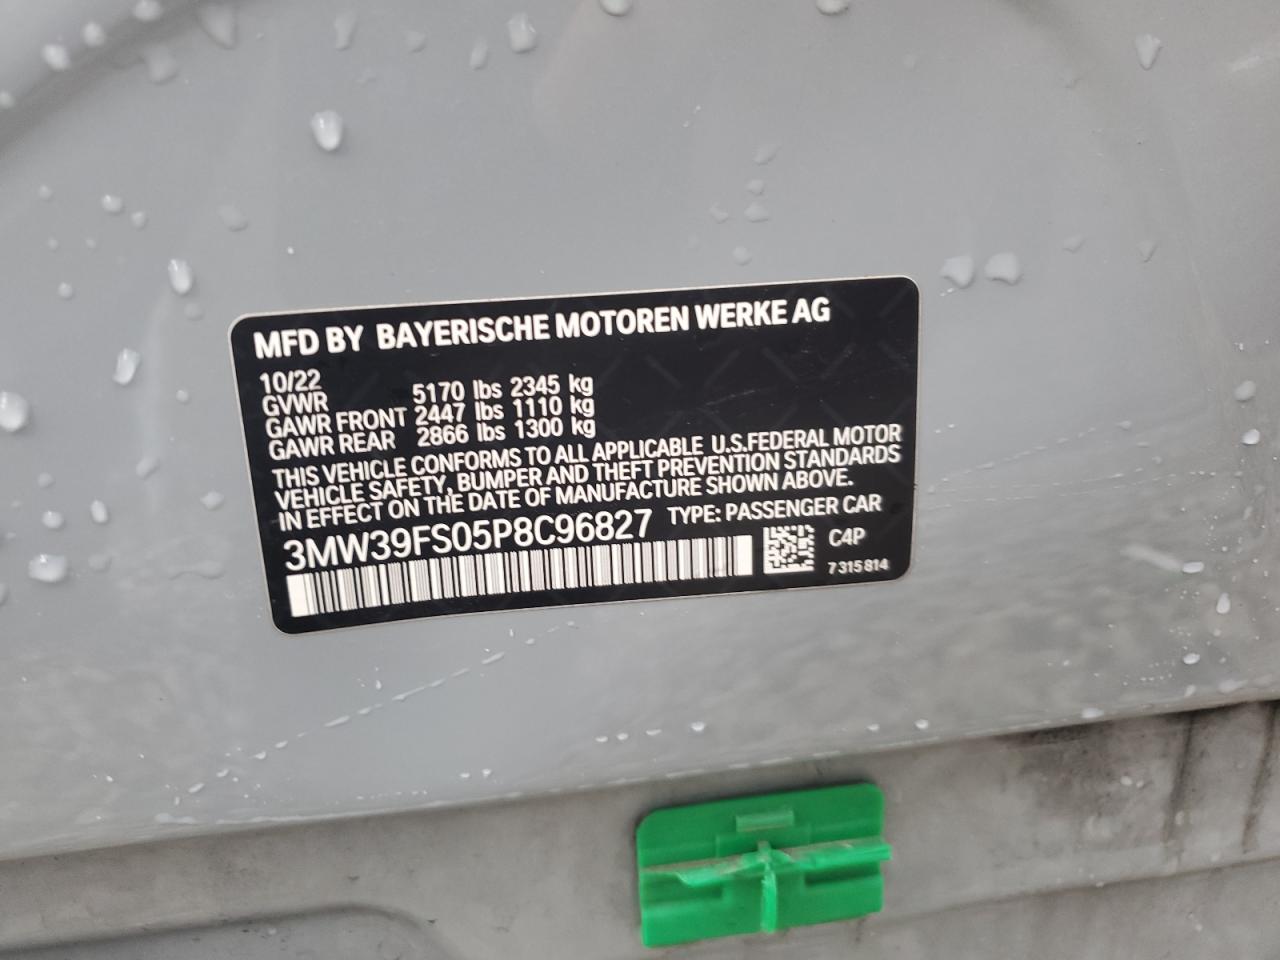 MFD BY BAYERISCHE MOTOREN WERKE AG
10/22
GVWR 5170 lbs 2345 kg
GAWR FRONT 2447 lbs 1110 kg
GAWR REAR 2866 lbs 1300 kg
THIS VEHICLE CONFORMS TO ALL APPLICABLE U.S.FEDERAL MOTOR
VEHICLE SAFETY, BUMPER AND THEFT PREVENTION STANDARDS
IN EFFECT ON THE DATE OF MANUFACTURE SHOWN ABOVE.
3MW39FS05P8C96827 TYPE: PASSENGER CAR
C4P
7 315 814